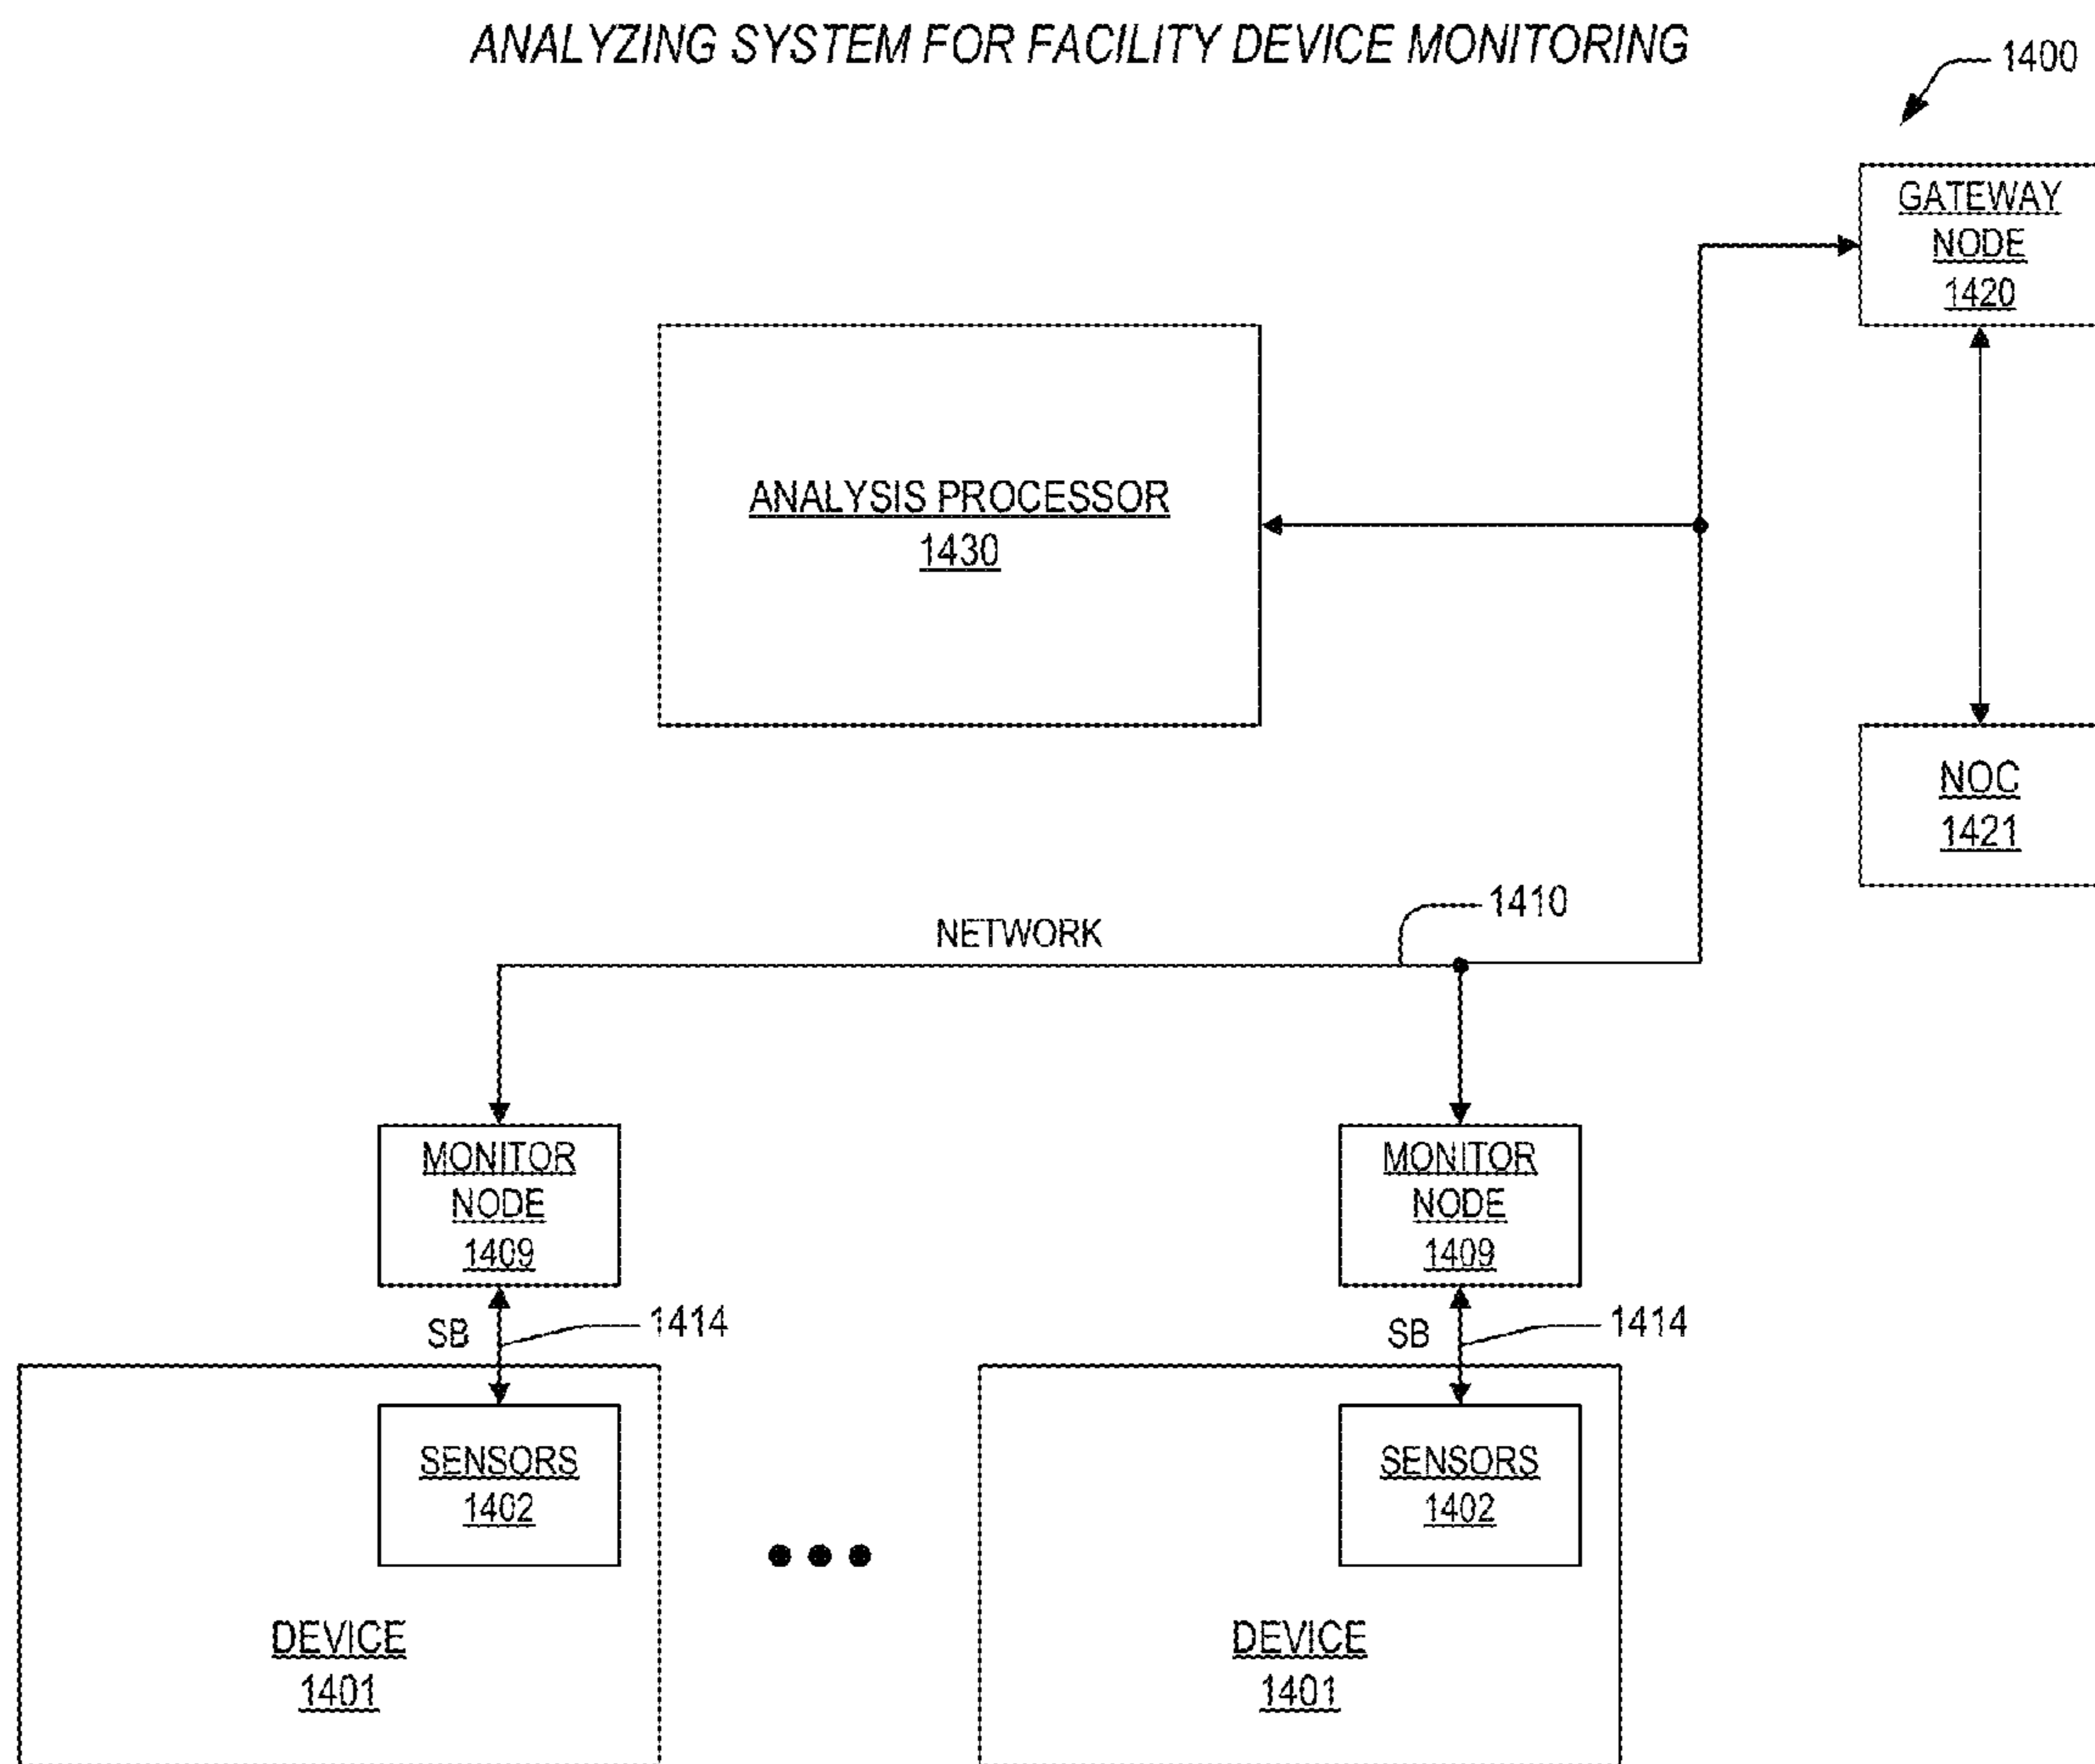 ANALYZING SYSTEM FOR FACILITY DEVICE MONITORING
1400
GATEWAY
NODE
1420
ANALYSIS PROCESSOR
1430
NOC
1421
1410
NETWORK
MONITOR
NODE
1409
MONITOR
NODE
1409
SB
1414
SB
1414
SENSORS
1402
SENSORS
1402
DEVICE
1401
DEVICE
1401